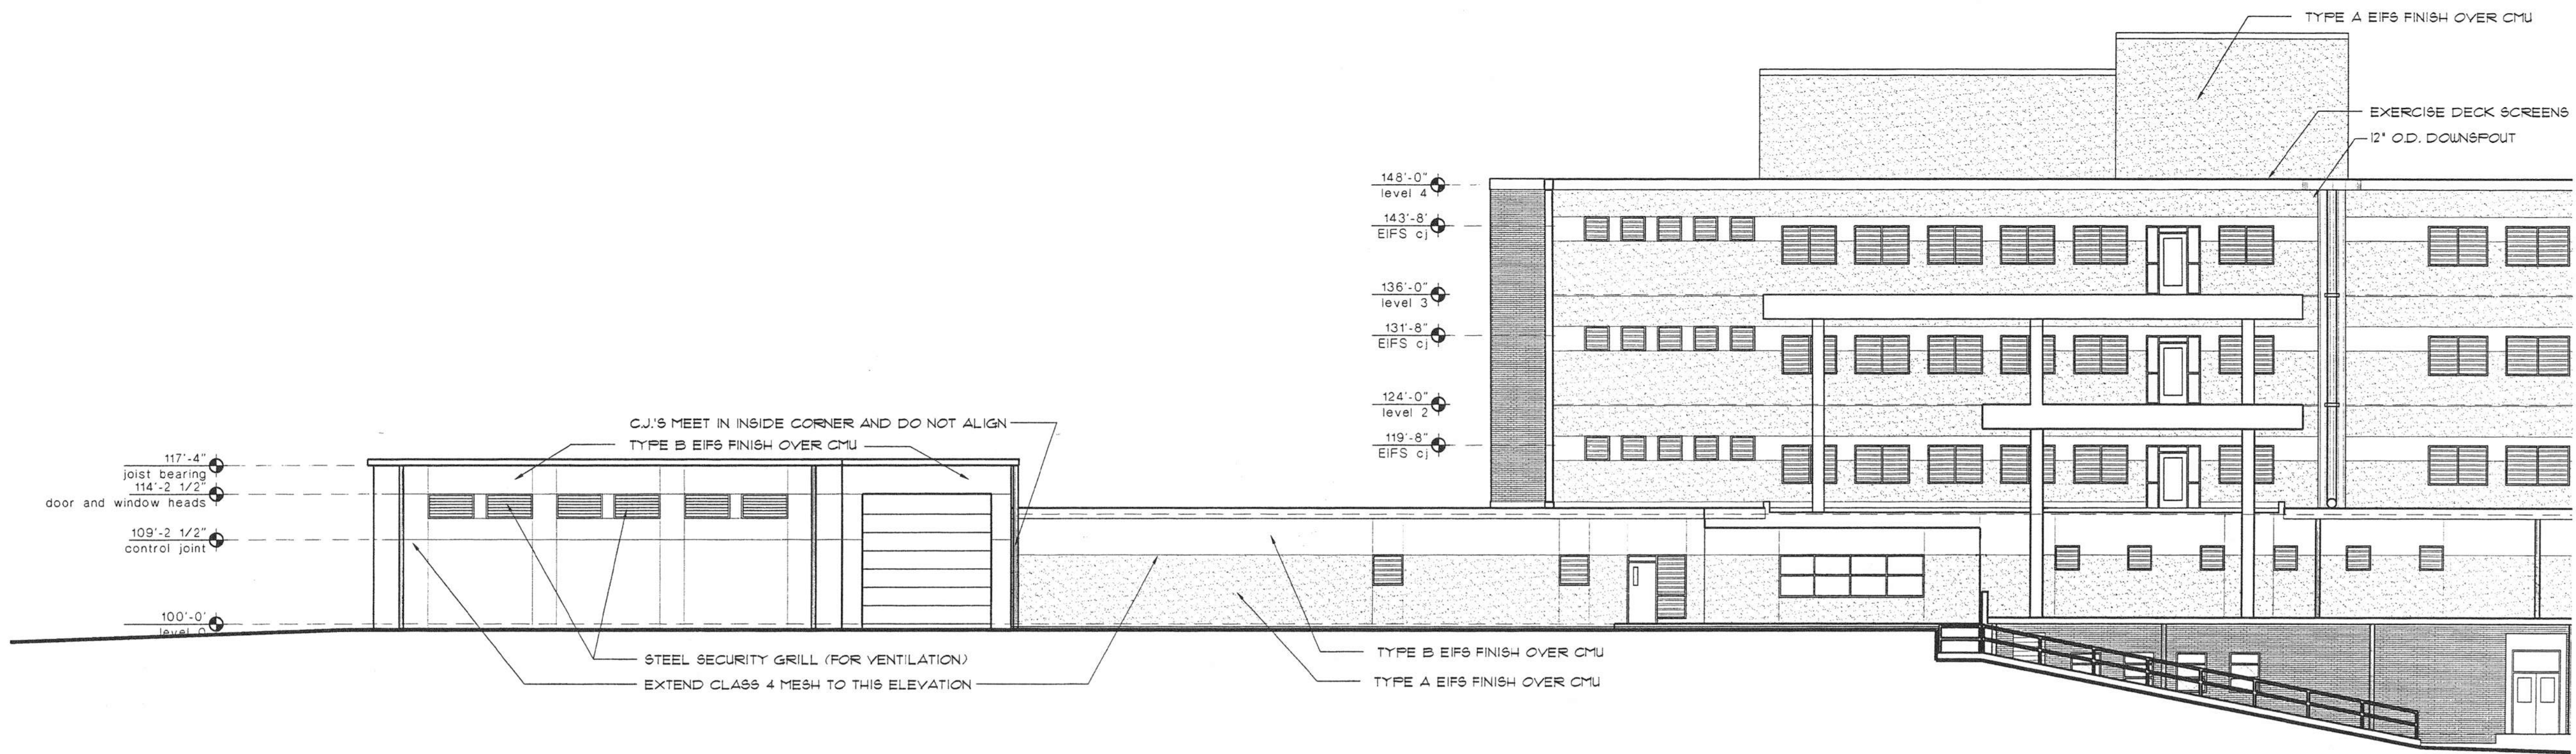 TYPE A EIFS FINISH OVER CMU
EXERCISE DECK SCREENS
12" O.D. DOWNSPOUT
148'-0"
level 4
143'-8'
EIFS cj
136'-0"
level 3
131'-8"
EIFS cj
124'-0"
level 2
119'-8"
EIFS cj
C.J.'S MEET IN INSIDE CORNER AND DO NOT ALIGN
TYPE B EIFS FINISH OVER CMU
117'-4"
joist bearing
114'-2 1/2"
door and window heads
109'-2 1/2"
control joint
100'-0'
level 0
STEEL SECURITY GRILL (FOR VENTILATION)
EXTEND CLASS 4 MESH TO THIS ELEVATION
TYPE B EIFS FINISH OVER CMU
TYPE A EIFS FINISH OVER CMU